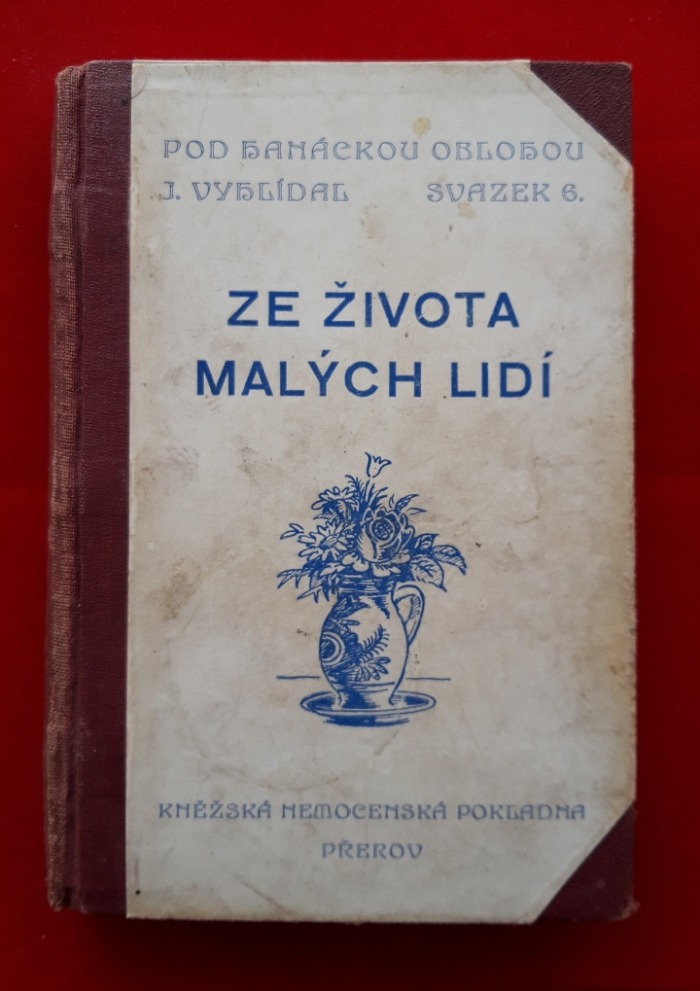 POD HANÁCKOU OBLOHOU
J. VYHLÍDAL SVAZEK 6.
ZE ŽIVOTA
MALÝCH LIDÍ
KNĚŽSKÁ NEMOCENSKÁ POKLADNA
PŘEROV